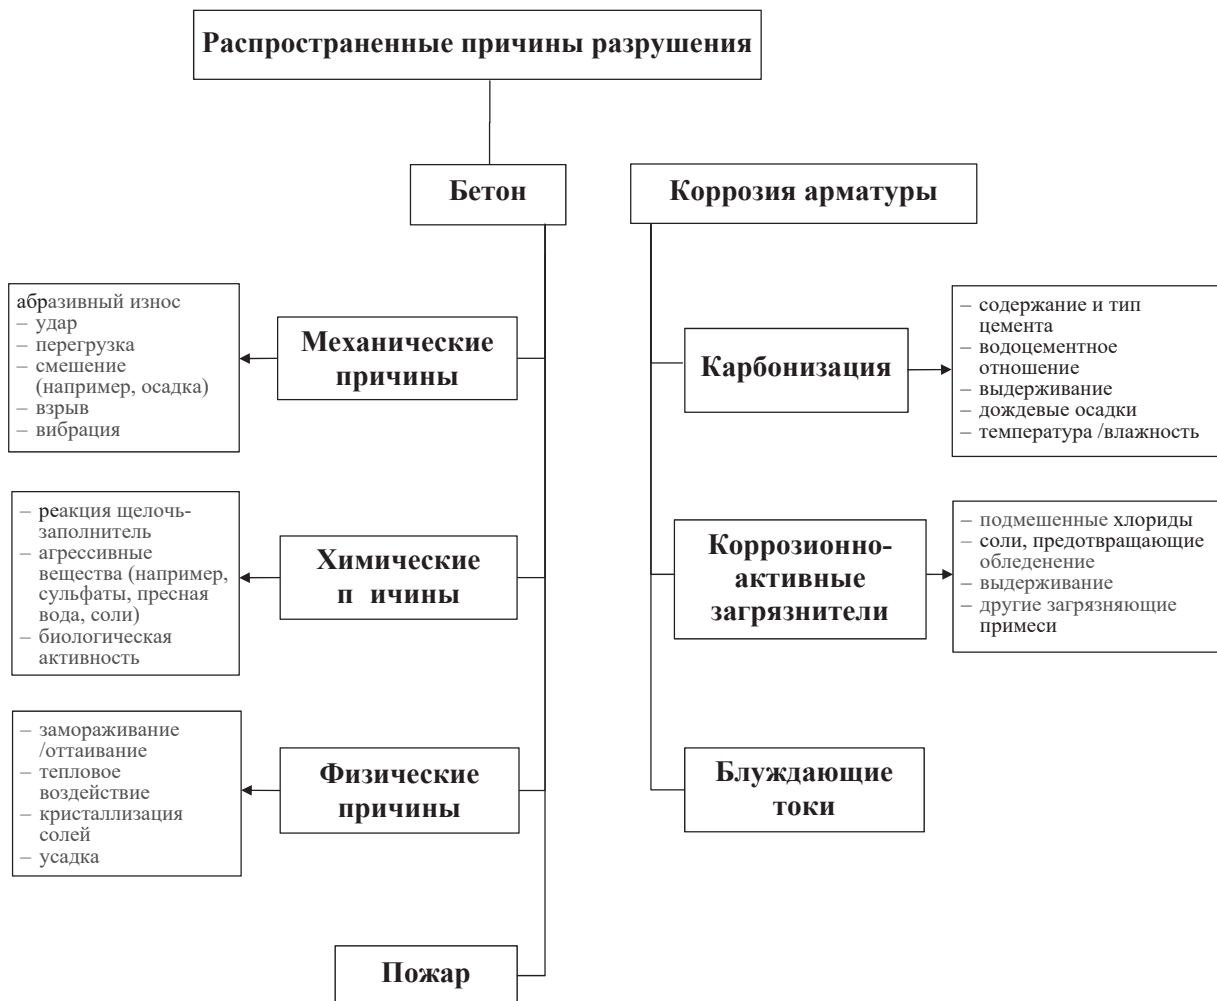 Распространенные причины разрушения
Бетон
Коррозия арматуры
абразивный износ
– удар
– перегрузка
– смешение
(например, осадка)
– взрыв
– вибрация
Механические
причины
Карбонизация
– содержание и тип
цемента
– водоцементное
отношение
– выдерживание
– дождевые осадки
– температура /влажность
– реакция щелочь-
заполнитель
– агрессивные
вещества (например,
сульфаты, пресная
вода, соли)
– биологическая
активность
Химические
п ичины
Коррозионно-
активные
загрязнители
– подмешенные хлориды
– соли, предотвращающие
обледенение
– выдерживание
– другие загрязняющие
примеси
– замораживание
/оттаивание
– тепловое
воздействие
– кристаллизация
солей
– усадка
Физические
причины
Блуждающие
токи
Пожар